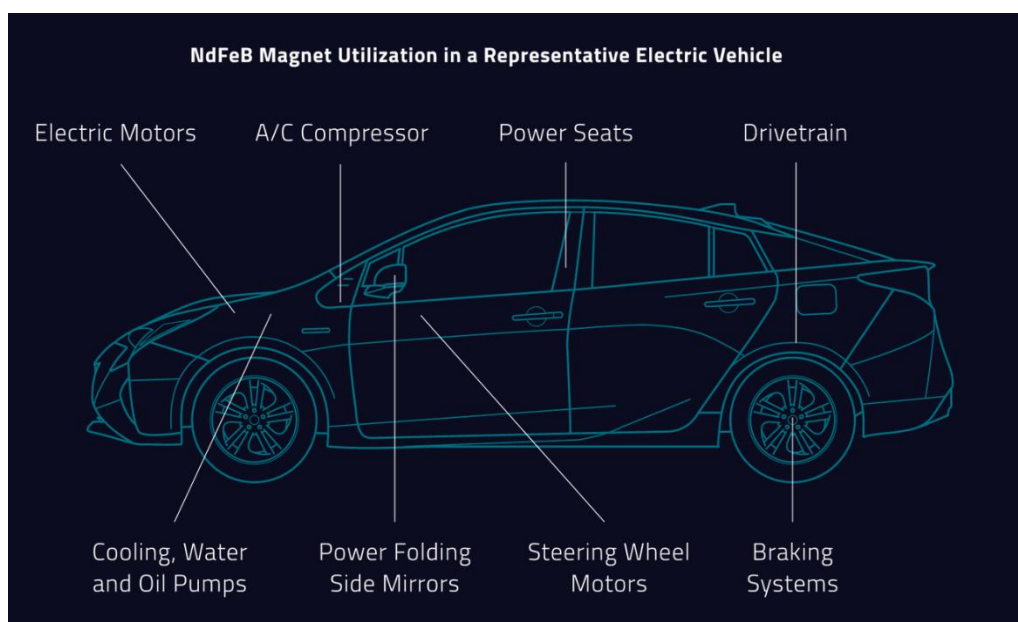 NdFeB Magnet Utilization in a Representative Electric Vehicle
Electric Motors
A/C Compressor
Power Seats
Drivetrain
Cooling, Water
and Oil Pumps
Power Folding
Side Mirrors
Steering Wheel
Motors
Braking
Systems